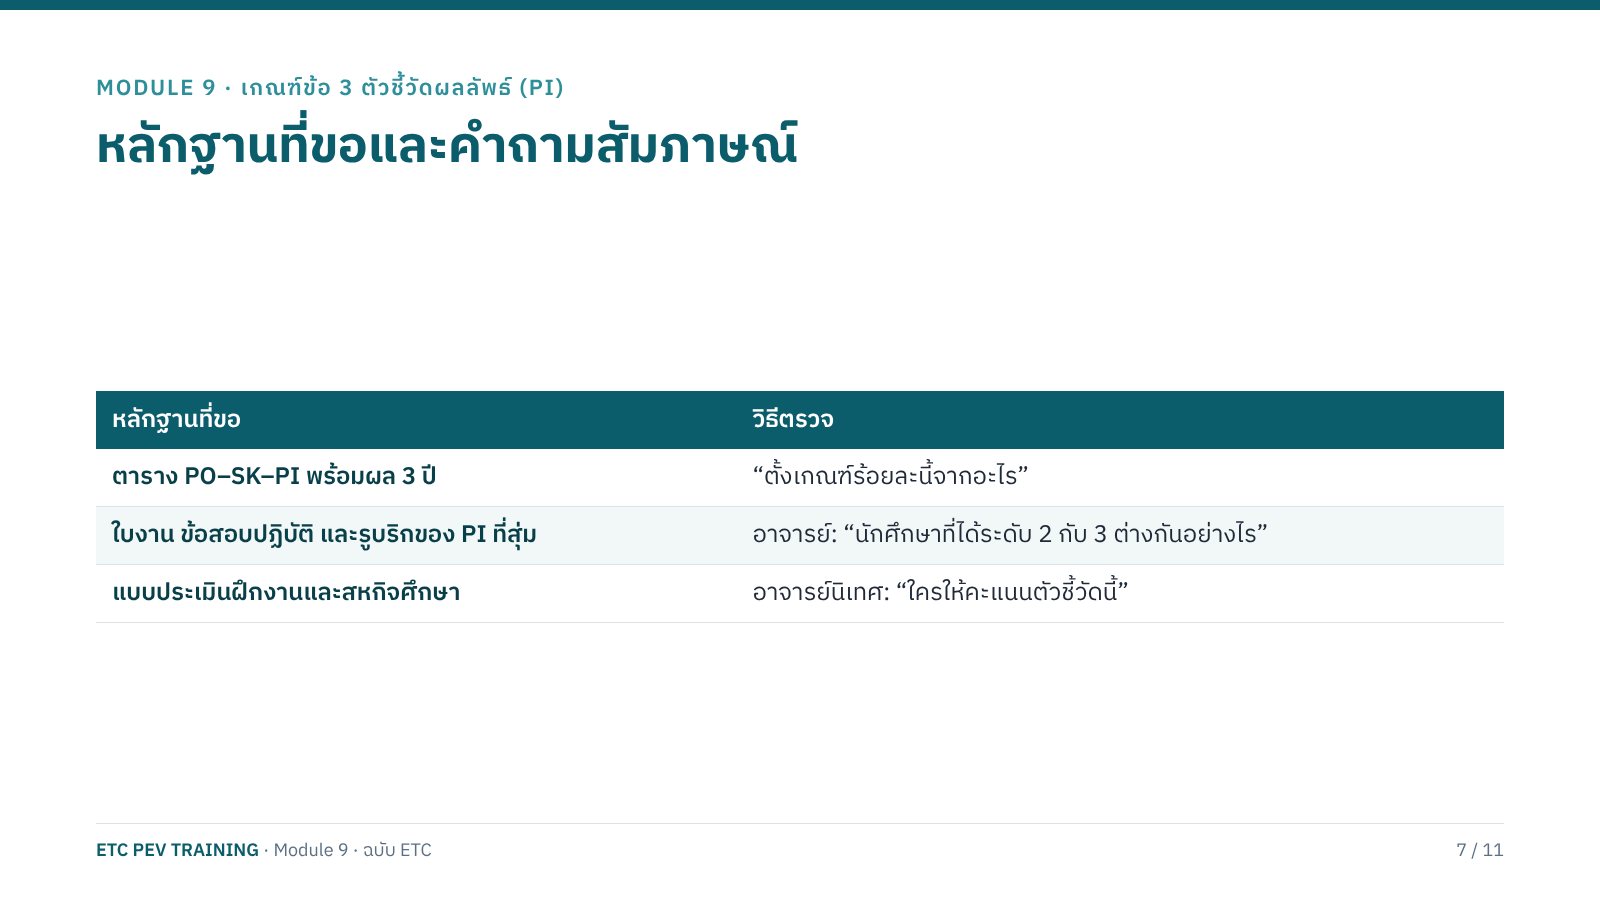 MODULE 9 · เกณฑ์ข้อ 3 ตัวชี้วัดผลลัพธ์ (PI)
หลักฐานที่ขอและคำถามสัมภาษณ์
หลักฐานที่ขอ วิธีตรวจ
ตาราง PO–SK–PI พร้อมผล 3 ปี “ตั้งเกณฑ์ร้อยละนี้จากอะไร”
ใบงาน ข้อสอบปฏิบัติ และรูบริกของ PI ที่สุ่ม อาจารย์: “นักศึกษาที่ได้ระดับ 2 กับ 3 ต่างกันอย่างไร”
แบบประเมินฝึกงานและสหกิจศึกษา อาจารย์นิเทศ: “ใครให้คะแนนตัวชี้วัดนี้”
ETC PEV TRAINING · Module 9 · ฉบับ ETC 7 / 11